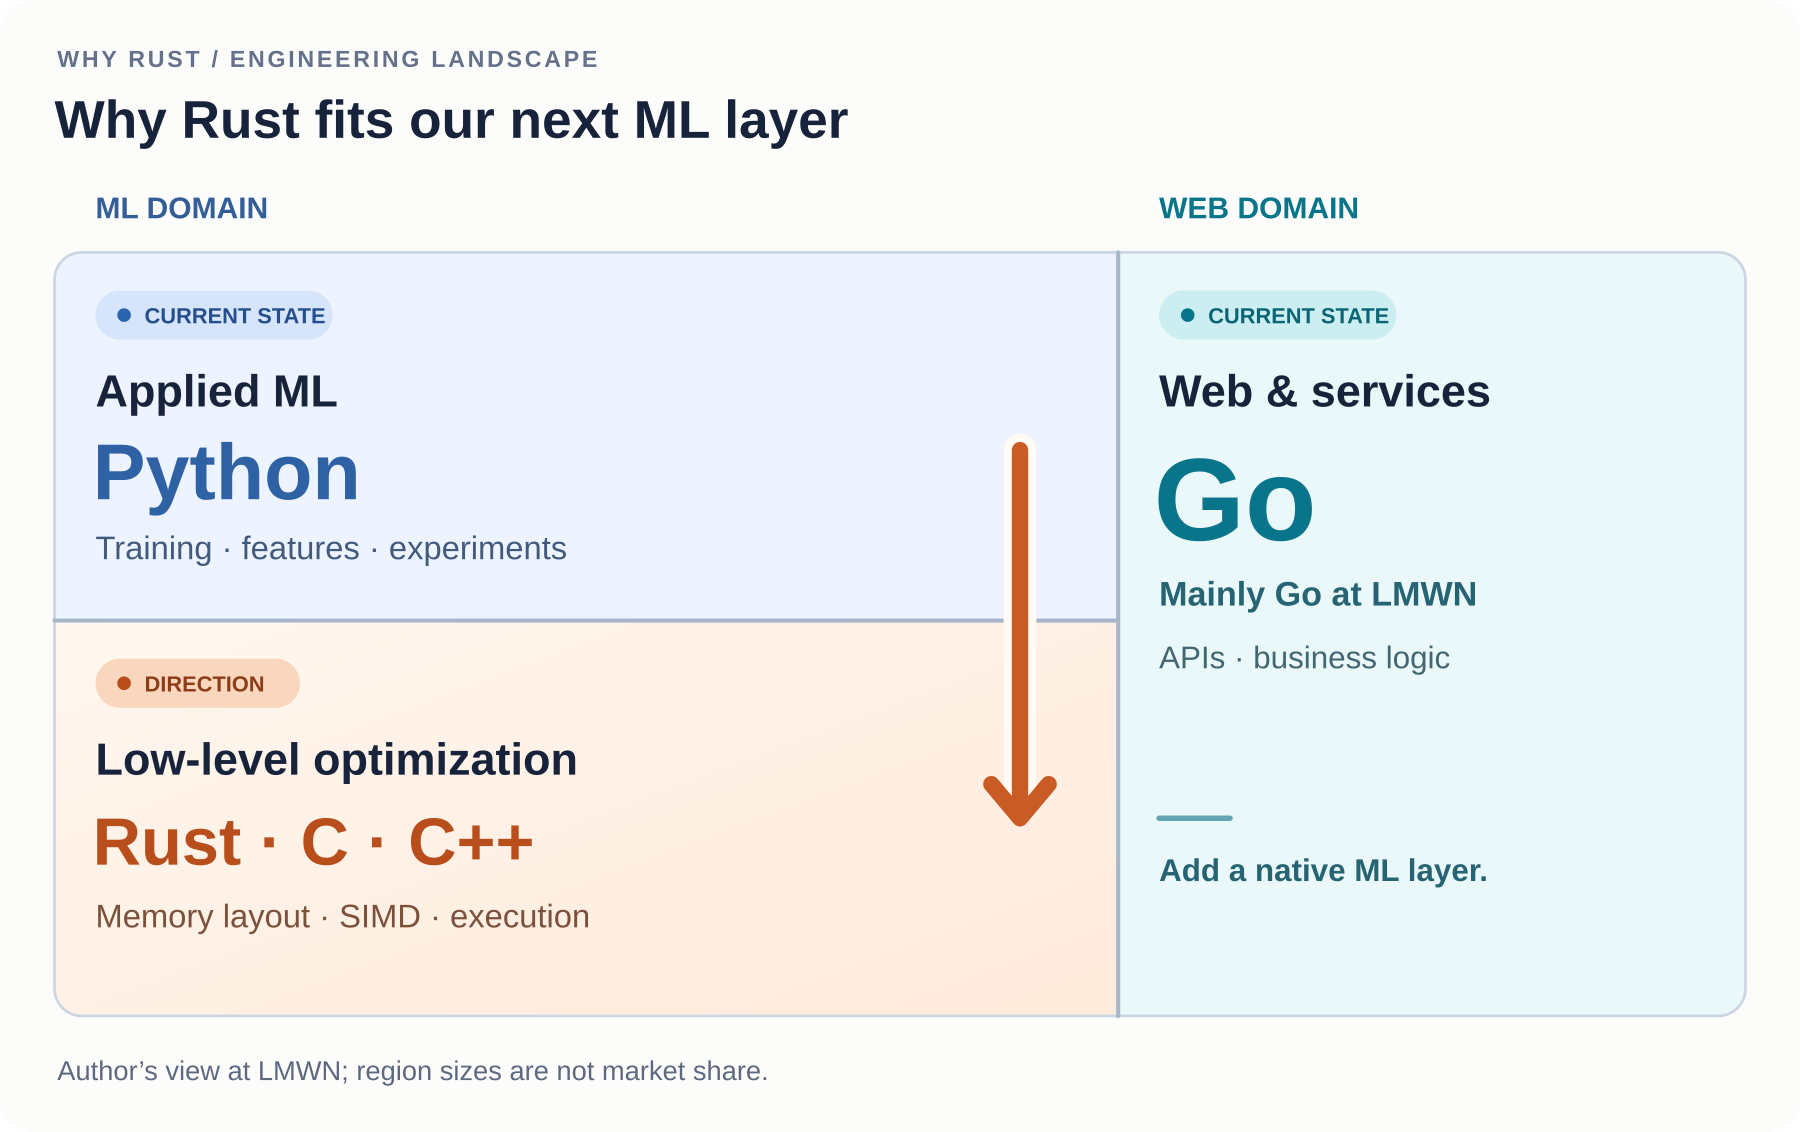 WHY RUST / ENGINEERING LANDSCAPE
Why Rust fits our next ML layer
ML DOMAIN
CURRENT STATE
Applied ML
Python
Training · features · experiments
DIRECTION
Low-level optimization
Rust · C · C++
Memory layout · SIMD · execution
WEB DOMAIN
CURRENT STATE
Web & services
Go
Mainly Go at LMWN
APIs · business logic
Add a native ML layer.
Author’s view at LMWN; region sizes are not market share.